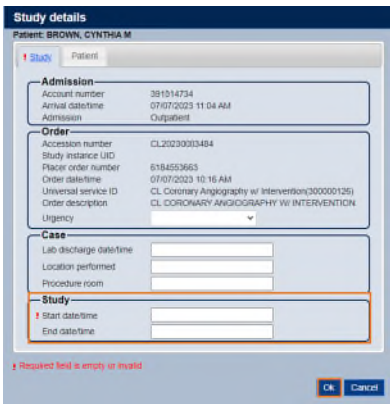 Study details
Patient: BROWN, CYNTHIA M
! Study Patient
Admission
Account number 391014734
Arrival date/time 07/07/2023 11:04 AM
Admission Outpatient
Order
Accession number CL20230003484
Study instance UID
Placer order number 6184553663
Order date/time 07/07/2023 10:16 AM
Universal service ID CL Coronary Angiography w/ Intervention(300000126)
Order description CL CORONARY ANGIOGRAPHY W/ INTERVENTION
Urgency
Case
Lab discharge date/time
Location performed
Procedure room
Study
! Start date/time
End date/time
! Required field is empty or invalid
Ok Cancel